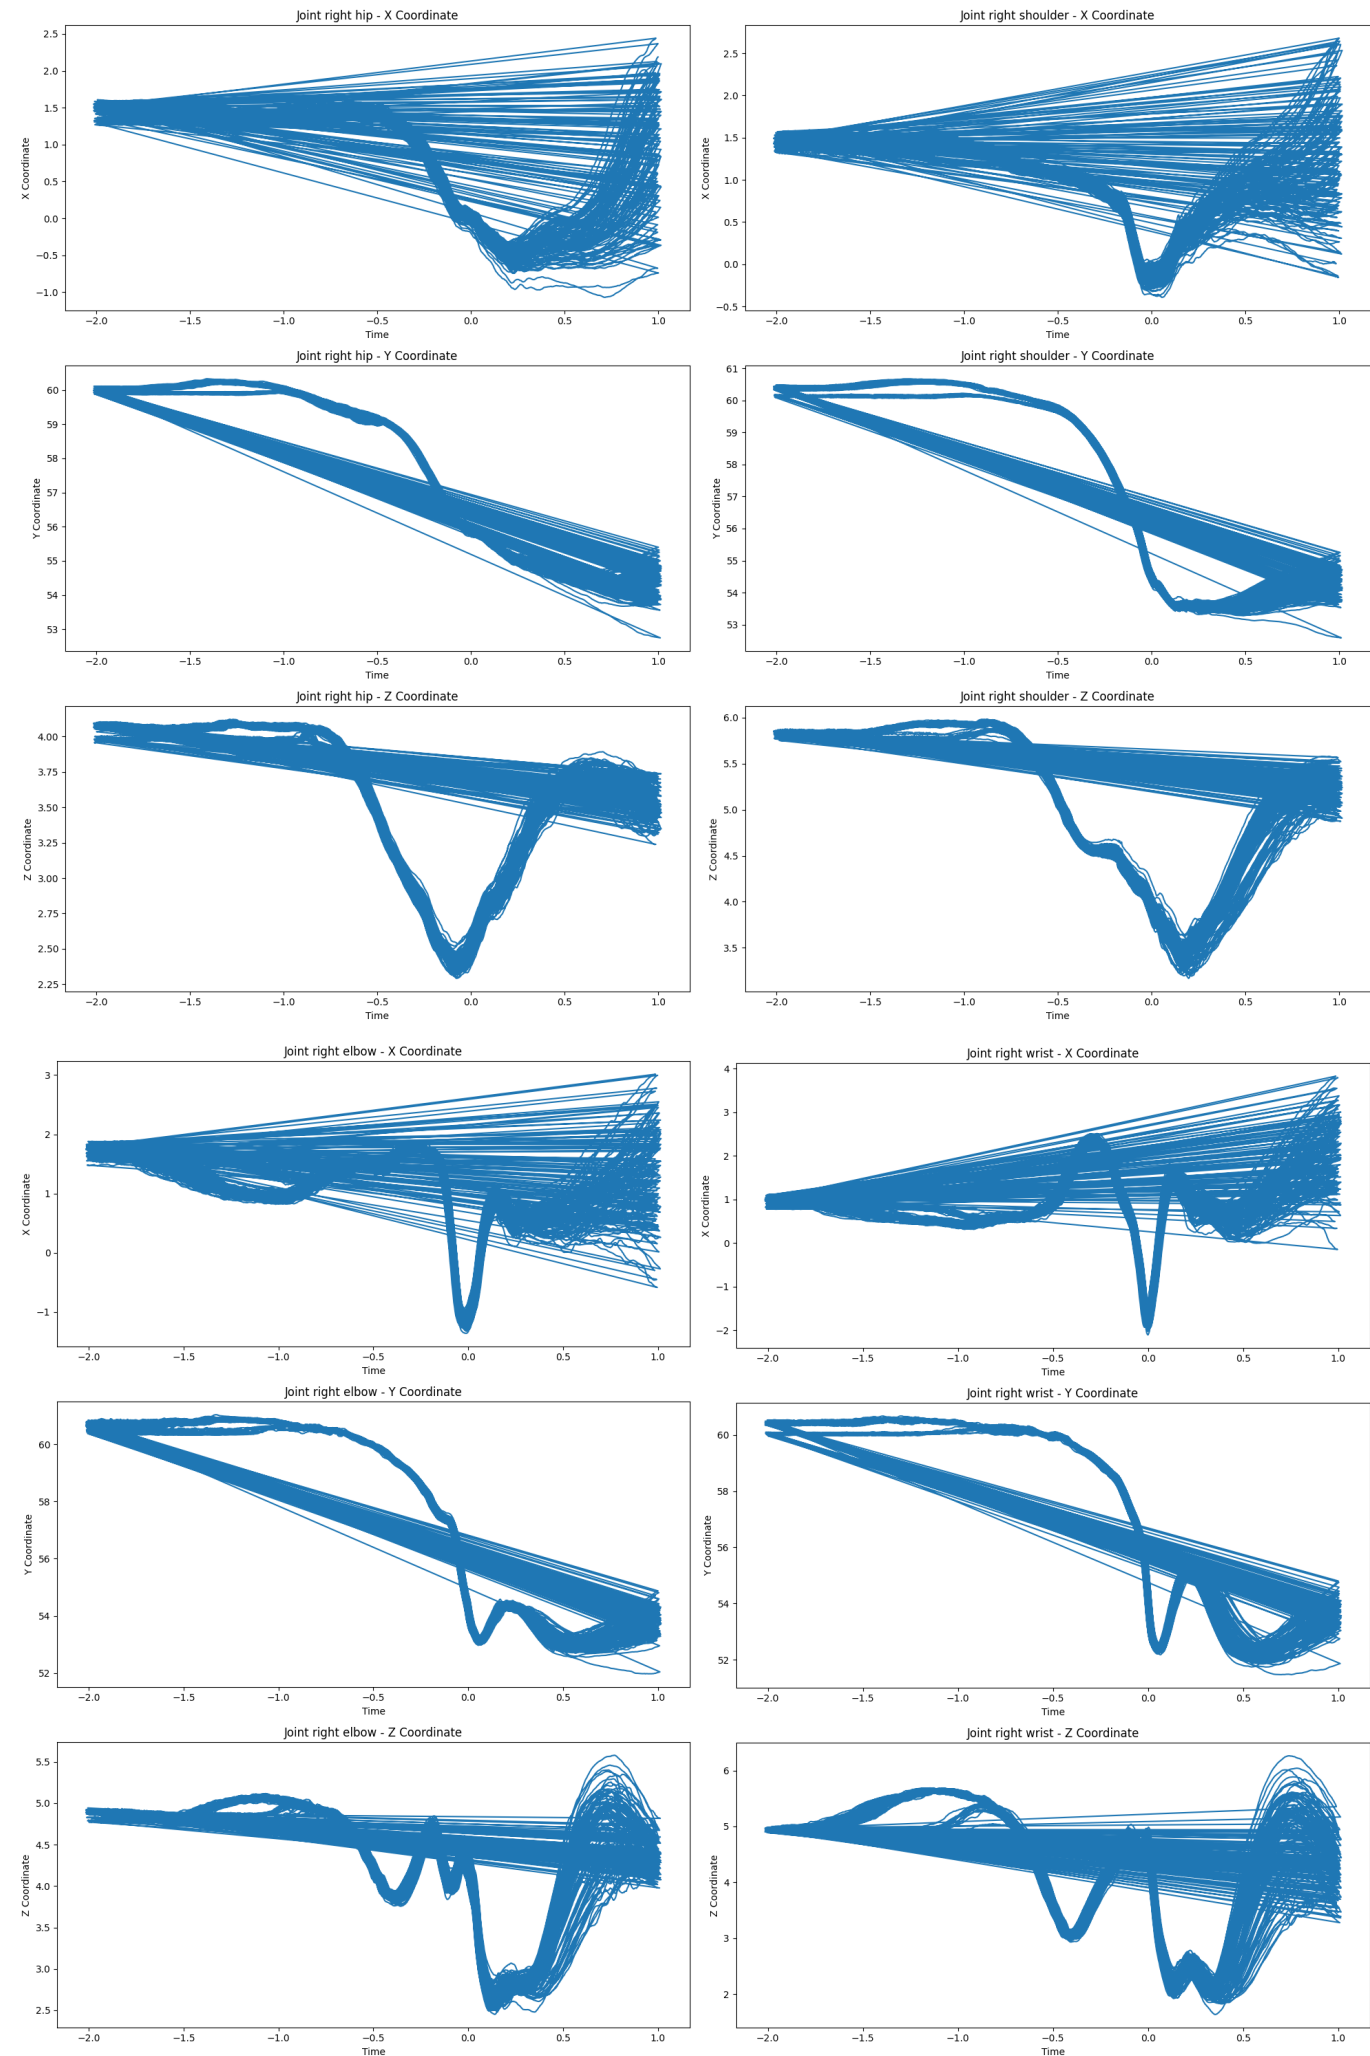 Joint right hip - X Coordinate
2.5
2.0
1.5
1.0
0.5
0.0
−0.5
−1.0
X Coordinate
−2.0 −1.5 −1.0 −0.5 0.0 0.5 1.0
Time
Joint right shoulder - X Coordinate
2.5
2.0
1.5
1.0
0.5
0.0
−0.5
X Coordinate
−2.0 −1.5 −1.0 −0.5 0.0 0.5 1.0
Time
Joint right hip - Y Coordinate
60
59
58
57
56
55
54
53
Y Coordinate
−2.0 −1.5 −1.0 −0.5 0.0 0.5 1.0
Time
Joint right shoulder - Y Coordinate
61
60
59
58
57
56
55
54
53
Y Coordinate
−2.0 −1.5 −1.0 −0.5 0.0 0.5 1.0
Time
Joint right hip - Z Coordinate
4.00
3.75
3.50
3.25
3.00
2.75
2.50
2.25
Z Coordinate
−2.0 −1.5 −1.0 −0.5 0.0 0.5 1.0
Time
Joint right shoulder - Z Coordinate
6.0
5.5
5.0
4.5
4.0
3.5
Z Coordinate
−2.0 −1.5 −1.0 −0.5 0.0 0.5 1.0
Time
Joint right elbow - X Coordinate
3
2
1
0
−1
X Coordinate
−2.0 −1.5 −1.0 −0.5 0.0 0.5 1.0
Time
Joint right wrist - X Coordinate
4
3
2
1
0
−1
−2
X Coordinate
−2.0 −1.5 −1.0 −0.5 0.0 0.5 1.0
Time
Joint right elbow - Y Coordinate
60
58
56
54
52
Y Coordinate
−2.0 −1.5 −1.0 −0.5 0.0 0.5 1.0
Time
Joint right wrist - Y Coordinate
60
58
56
54
52
Y Coordinate
−2.0 −1.5 −1.0 −0.5 0.0 0.5 1.0
Time
Joint right elbow - Z Coordinate
5.5
5.0
4.5
4.0
3.5
3.0
2.5
Z Coordinate
−2.0 −1.5 −1.0 −0.5 0.0 0.5 1.0
Time
Joint right wrist - Z Coordinate
6
5
4
3
2
Z Coordinate
−2.0 −1.5 −1.0 −0.5 0.0 0.5 1.0
Time